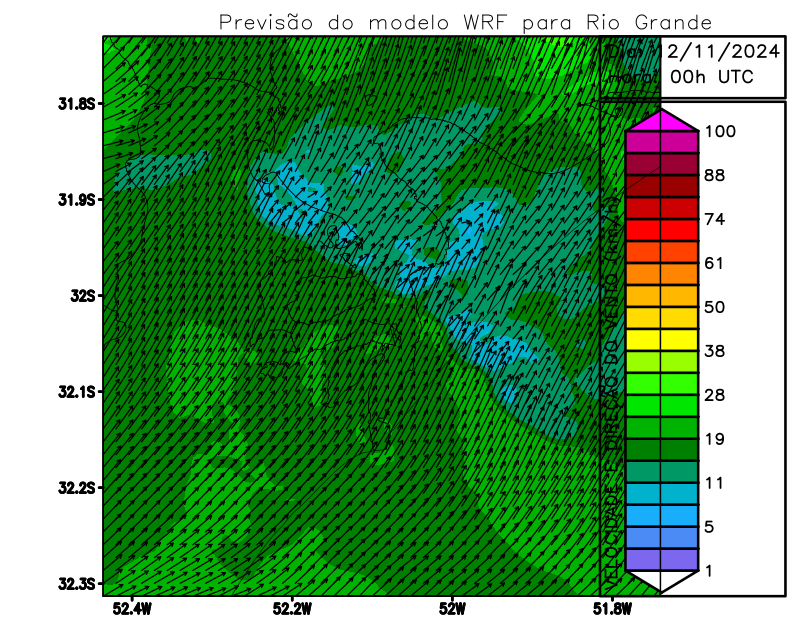 Previsão do modelo WRF para Rio Grande
2/11/2024
00h UTC
31.8S
31.9S
32S
32.1S
32.2S
32.3S
52.4W
52.2W
52W
51.8W
VELOCIDADE E DIREÇÃO DO VENTO (km/h)
100
88
74
61
50
38
28
19
11
5
1